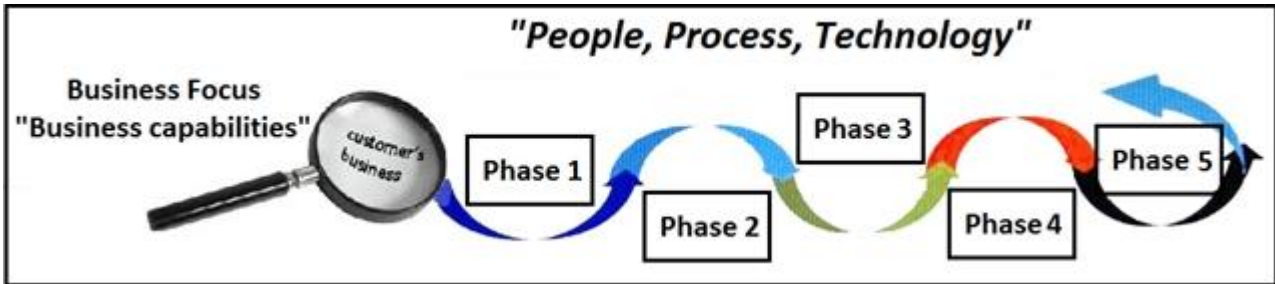 "People, Process, Technology"
Business Focus
"Business capabilities"
customer's
business
Phase 1
Phase 2
Phase 3
Phase 4
Phase 5